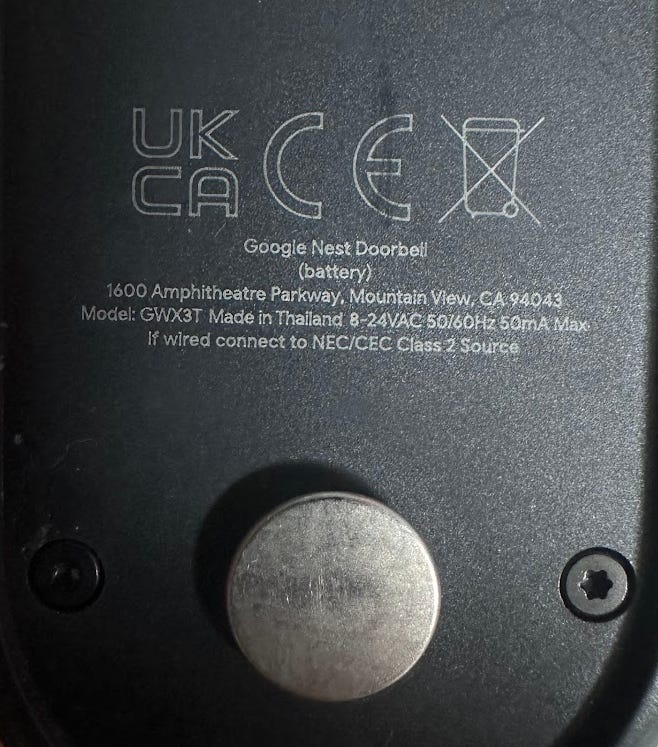 UK
CA CE
Google Nest Doorbell
(battery)
1600 Amphitheatre Parkway, Mountain View, CA 94043
Model: GWX3T Made in Thailand 8-24VAC 50/60Hz 50mA Max
If wired connect to NEC/CEC Class 2 Source